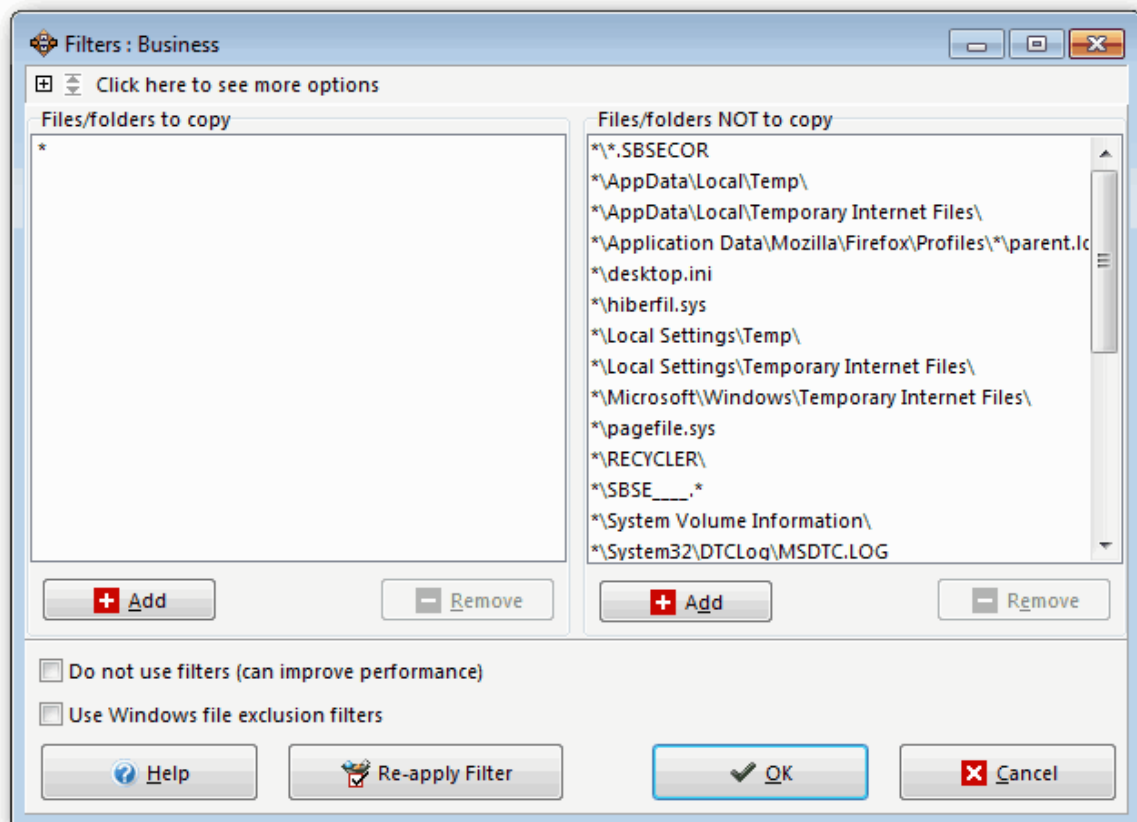 Filters : Business
Click here to see more options
Files/folders to copy
*
Add
Remove
Files/folders NOT to copy
*\*.SBSECOR
*\AppData\Local\Temp\
*\AppData\Local\Temporary Internet Files\
*\Application Data\Mozilla\Firefox\Profiles\*\parent.lo
*\desktop.ini
*\hiberfil.sys
*\Local Settings\Temp\
*\Local Settings\Temporary Internet Files\
*\Microsoft\Windows\Temporary Internet Files\
*\pagefile.sys
*\RECYCLER\
*\SBSE____.*
*\System Volume Information\
*\System32\DTCLog\MSDTC.LOG
Add
Remove
Do not use filters (can improve performance)
Use Windows file exclusion filters
Help
Re-apply Filter
OK
Cancel